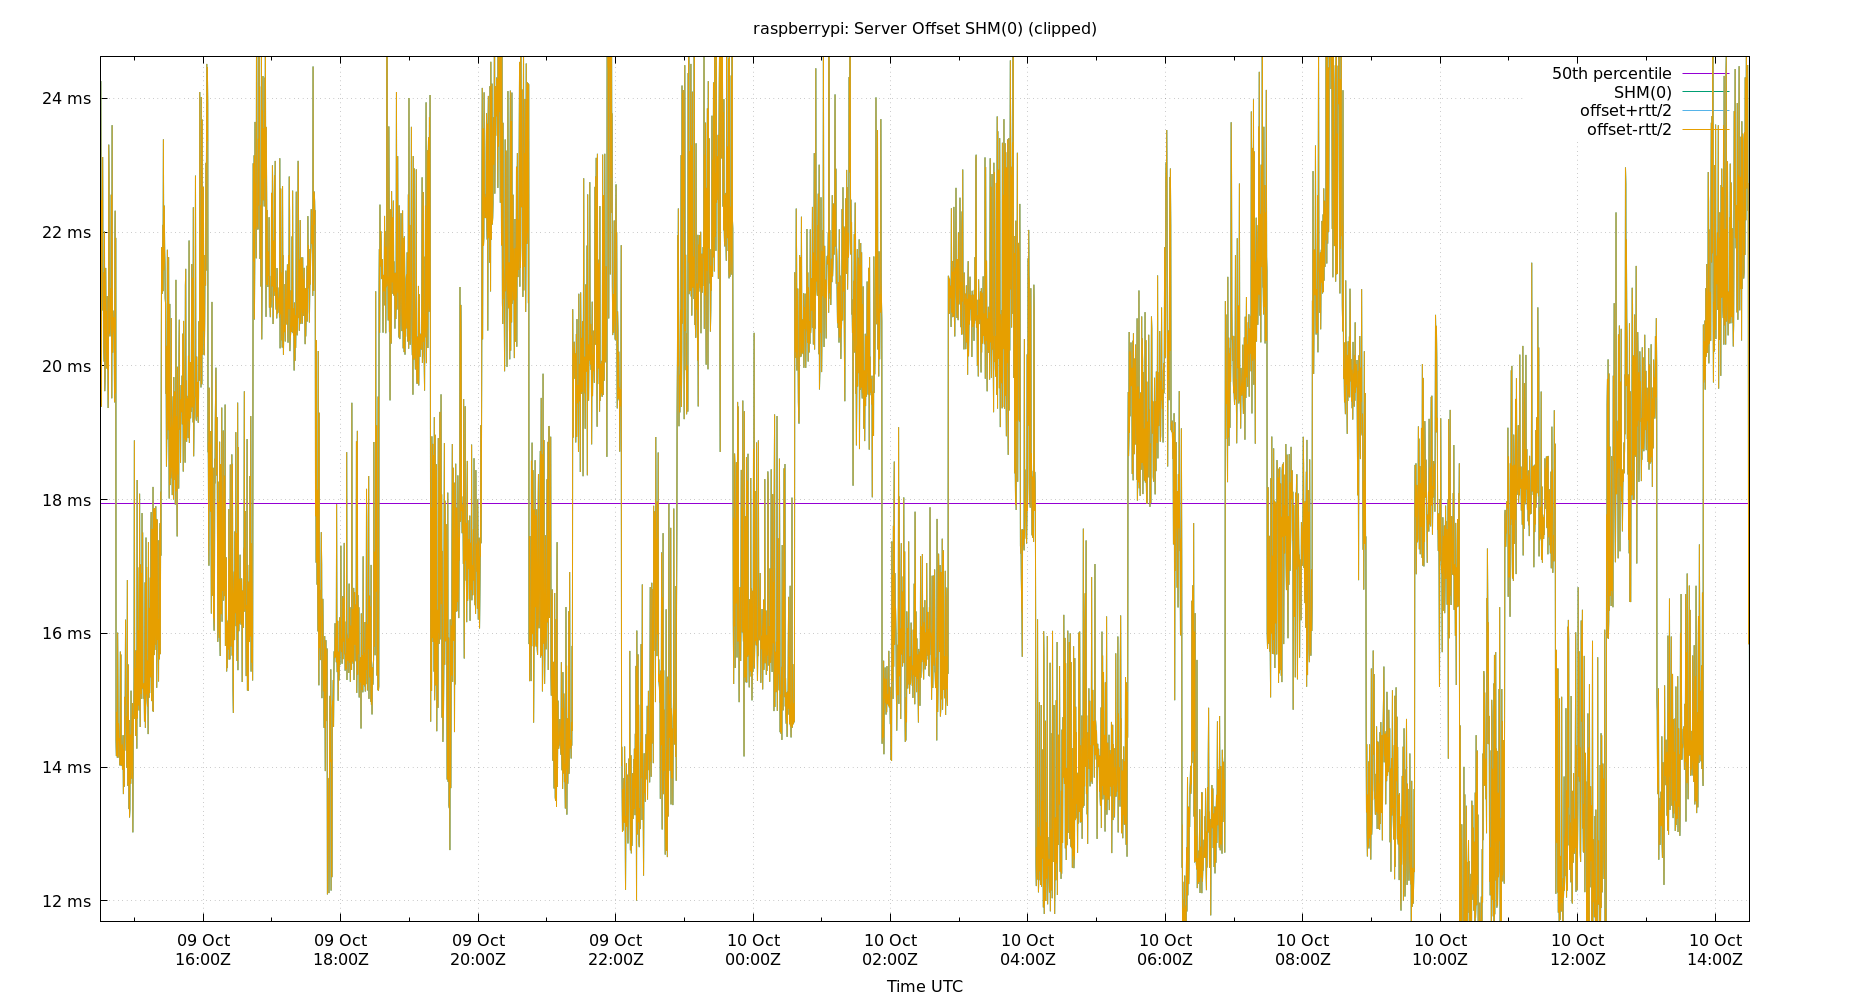 raspberrypi: Server Offset SHM(0) (clipped)
50th percentile
SHM(0)
offset+rtt/2
offset-rtt/2
24 ms
22 ms
20 ms
18 ms
16 ms
14 ms
12 ms
09 Oct 09 Oct 09 Oct 09 Oct 10 Oct 10 Oct 10 Oct 10 Oct 10 Oct 10 Oct 10 Oct 10 Oct
16:00Z 18:00Z 20:00Z 22:00Z 00:00Z 02:00Z 04:00Z 06:00Z 08:00Z 10:00Z 12:00Z 14:00Z
Time UTC